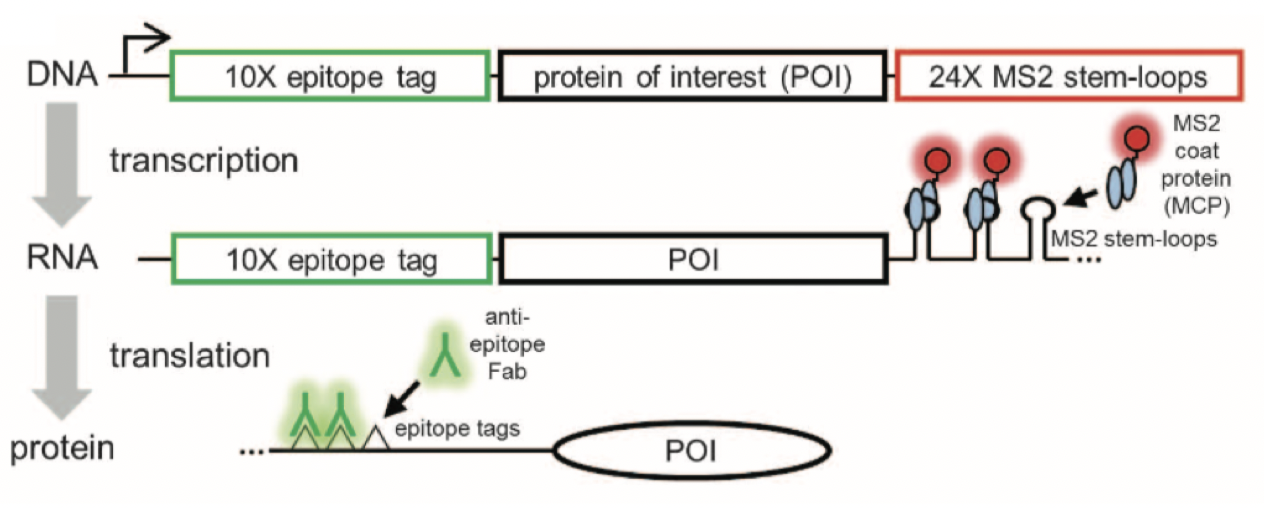 DNA
10X epitope tag
protein of interest (POI)
24X MS2 stem-loops
transcription
MS2
coat
protein
(MCP)
MS2 stem-loops
...
RNA
10X epitope tag
POI
translation
anti-
epitope
Fab
epitope tags
protein
...
POI